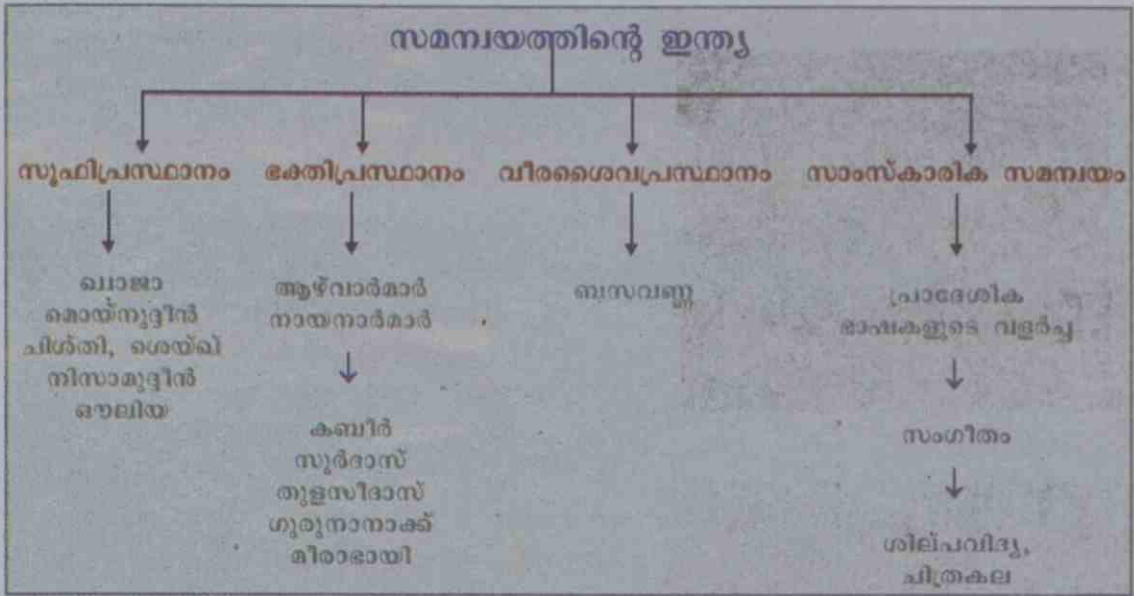 സമന്വയത്തിന്റെ ഇന്ത്യ
സൂഫിപ്രസ്ഥാനം
ഭക്തിപ്രസ്ഥാനം
വീരശൈവപ്രസ്ഥാനം
സാംസ്കാരിക സമന്വയം
ഖ്വാജാ
മൊയ്നുദ്ദീൻ
ചിശ്തി, ശെയ്ഖ്
നിസാമുദ്ദീൻ
ഔലിയ
ആഴ്‌വാർമാർ
നായനാർമാർ
കബീർ
സൂർദാസ്
തുളസീദാസ്
ഗുരുനാനാക്ക്
മീരാഭായി
ബസവണ്ണ
പ്രാദേശിക
ഭാഷകളുടെ വളർച്ച
സംഗീതം
ശില്പവിദ്യ,
ചിത്രകല